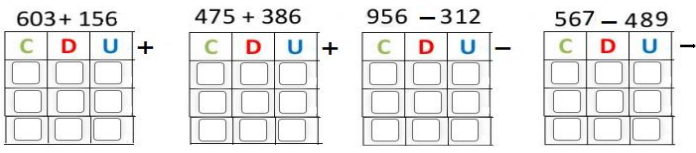 603 + 156 475 + 386 956 – 312 567 – 489
C D U + C D U + C D U – C D U –